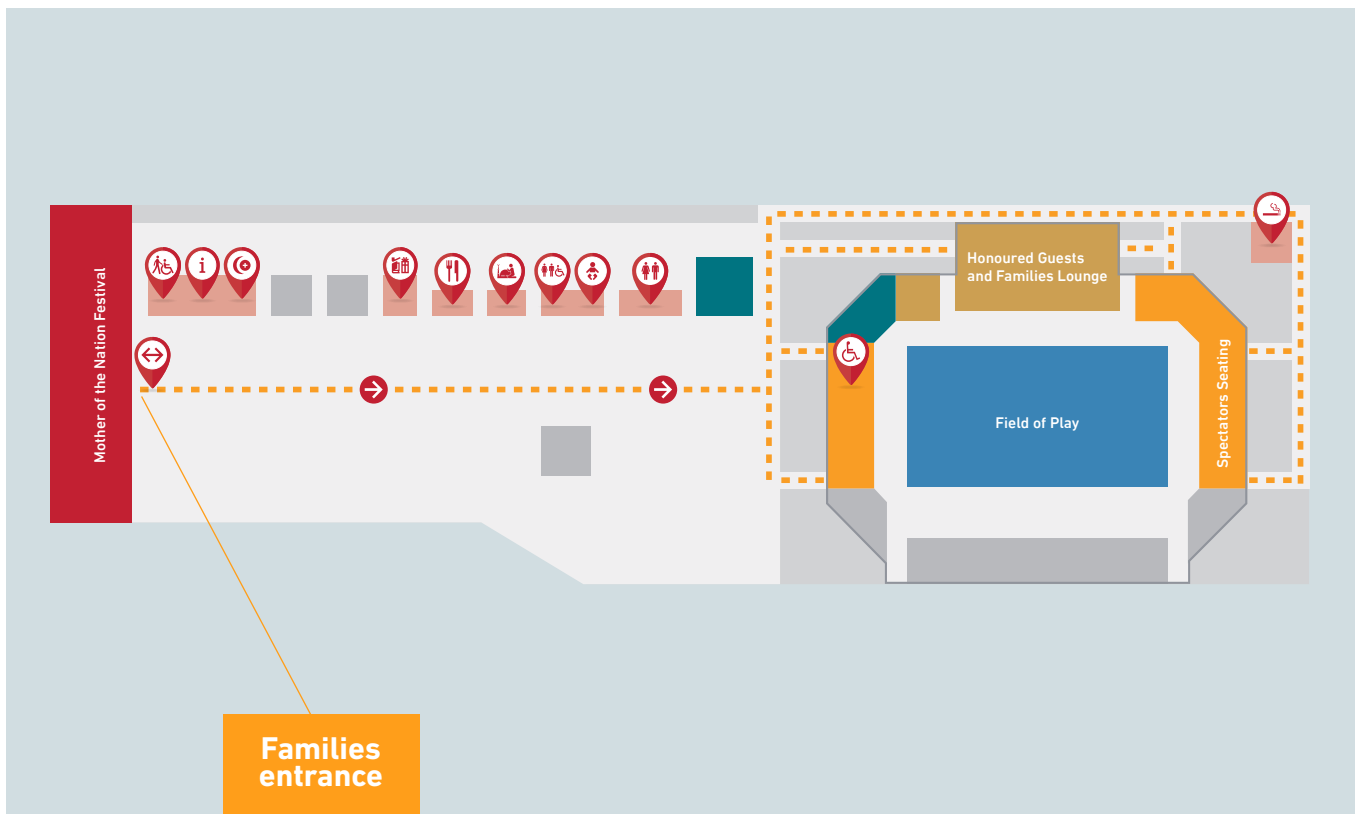 Mother of the Nation Festival
i
Honoured Guests
and Families Lounge
Field of Play
Spectators Seating
Families
entrance